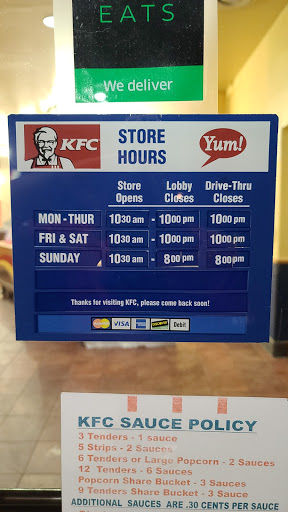 EATS
We deliver
KFC
STORE HOURS
Yum!
Store Opens
Lobby Closes
Drive-Thru Closes
MON - THUR 10 30 am - 10 00 pm 10 00 pm
FRI & SAT 10 30 am - 10 00 pm 10 00 pm
SUNDAY 10 30 am - 8 00 pm 8 00 pm
Thanks for visiting KFC, please come back soon!
MasterCard VISA DISCOVER Debit
KFC SAUCE POLICY
3 Tenders - 1 sauce
5 Strips - 2 Sauces
6 Tenders or Large Popcorn - 2 Sauces
12 Tenders - 6 Sauces
Popcorn Share Bucket - 3 Sauces
9 Tenders Share Bucket - 3 Sauce
ADDITIONAL SAUCES ARE .30 CENTS PER SAUCE